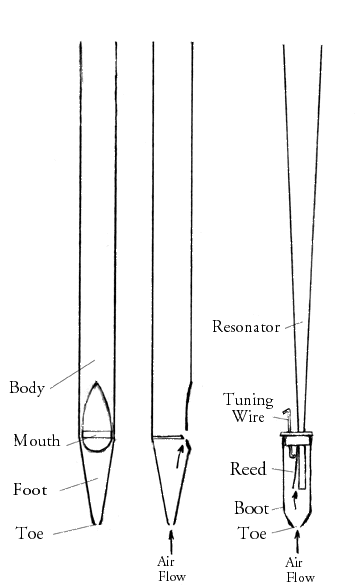 Body
Mouth
Foot
Toe
Air
Flow
Resonator
Tuning
Wire
Reed
Boot
Toe
Air
Flow